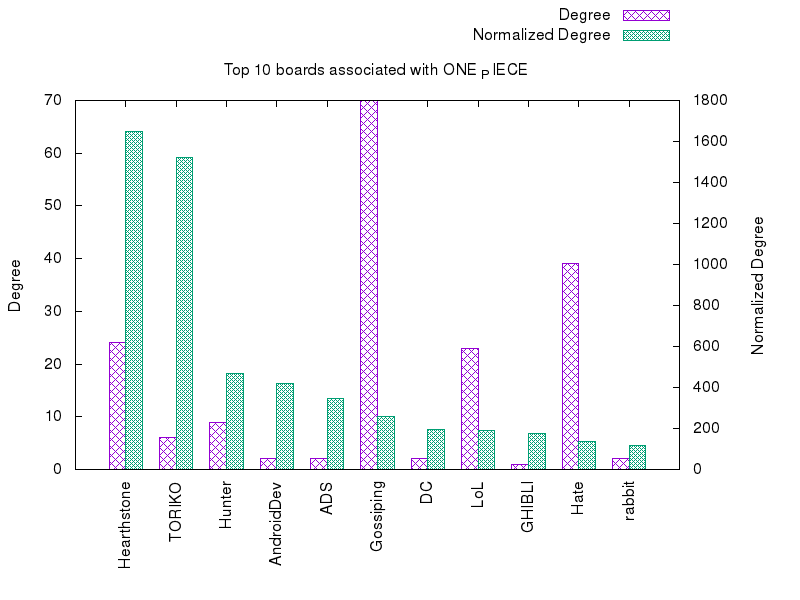 Degree
Normalized Degree
Top 10 boards associated with ONE P IECE
70
60
50
40
30
20
10
0
1800
1600
1400
1200
1000
800
600
400
200
0
Degree
Normalized Degree
Hearthstone
TORIKO
Hunter
AndroidDev
ADS
Gossiping
DC
LoL
GHIBLI
Hate
rabbit